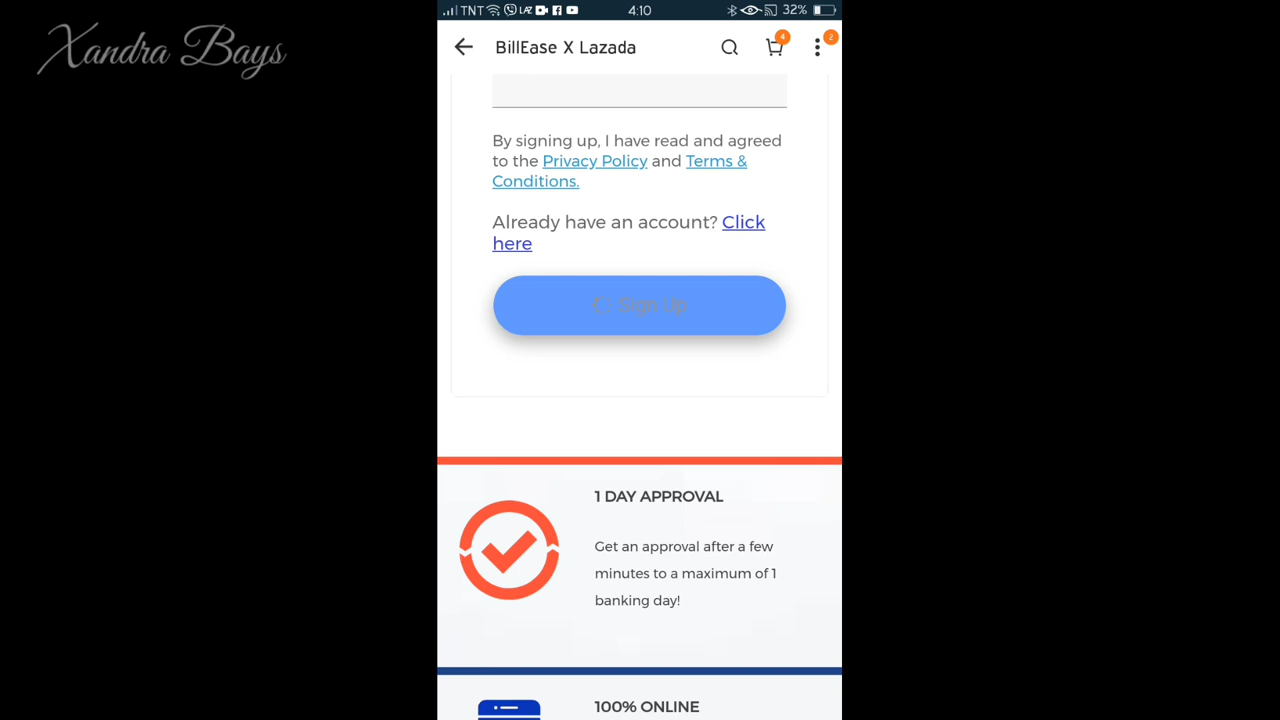 Xandra Bays
TNT LAZ 4:10 32%
BillEase X Lazada 4 2
By signing up, I have read and agreed
to the Privacy Policy and Terms &
Conditions.
Already have an account? Click
here
Sign Up
1 DAY APPROVAL
Get an approval after a few
minutes to a maximum of 1
banking day!
100% ONLINE